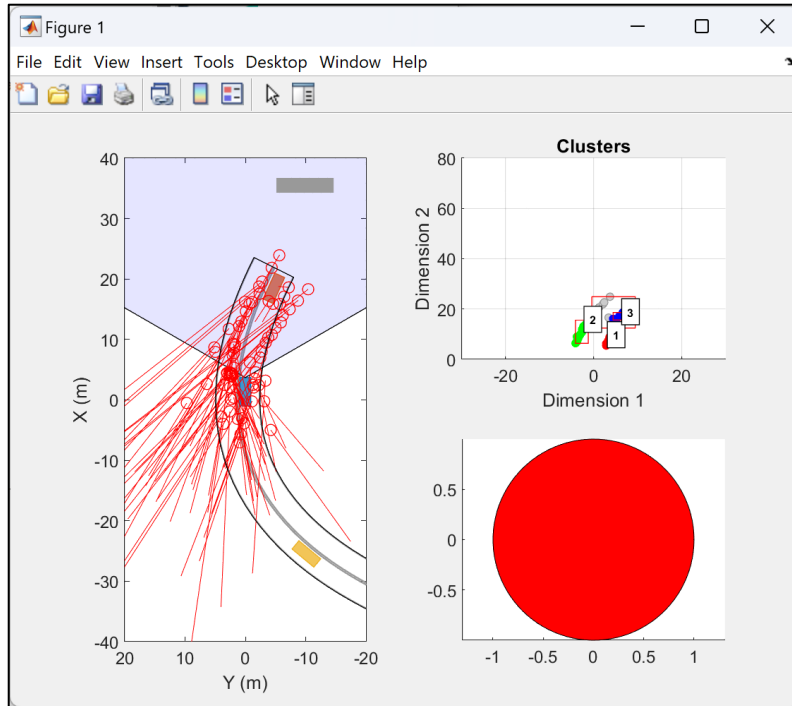 Figure 1
File Edit View Insert Tools Desktop Window Help
40
30
20
10
0
-10
-20
-30
-40
20 10 0 -10 -20
X (m)
Y (m)
Clusters
80
60
40
20
0
-20 0 20
Dimension 2
Dimension 1
2
3
1
0.5
0
-0.5
-1 -0.5 0 0.5 1